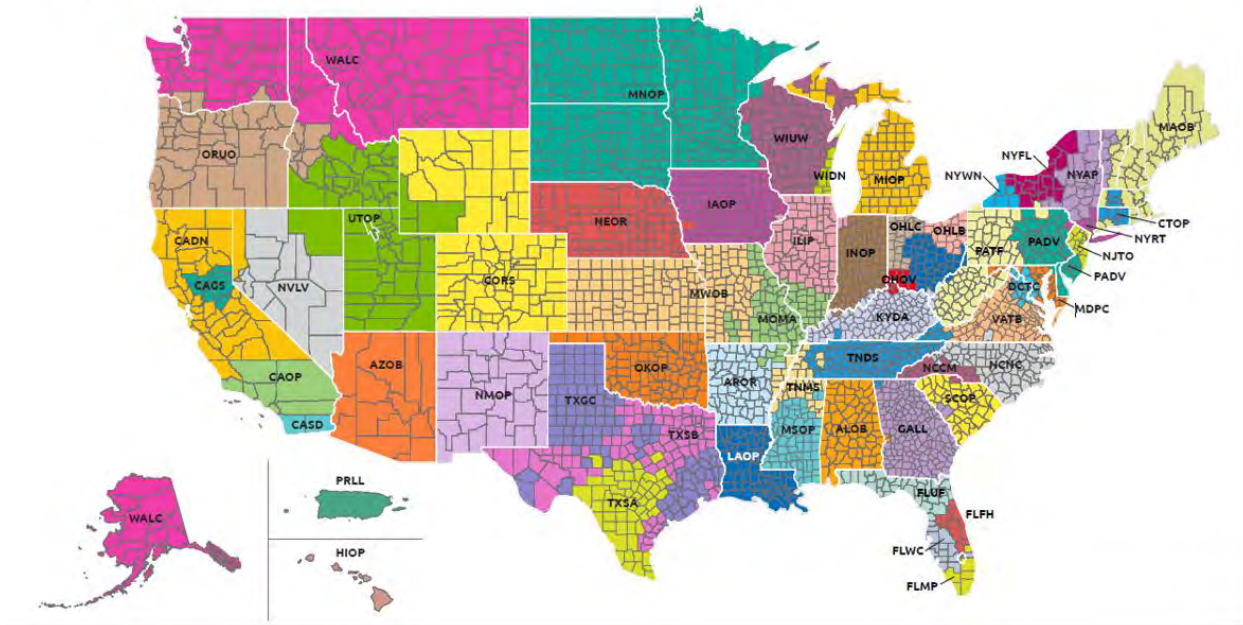 WALC
MNOP
MAOB
ORUO
WIUW
NYFL
NYAP
NYWN
WIDN
MIOP
IAOP
UTOP
NEOR
CTOP
CADN
ILIP
OHLC
OHLB
PATF
PADV
NYRT
INOP
NJTO
CAGS
NVLV
CORS
OHOV
DCTC
PADV
MWOB
MOMA
KYDA
VATB
MDPC
CAOP
AZOB
OKOP
TNDS
NCNC
NCCM
NMOP
TXGC
AROR
TNMS
SCOP
CASD
TXSB
MSOP
ALOB
GALL
LAOP
PRLL
FLUF
TXSA
WALC
FLFH
HIOP
FLWC
FLMP